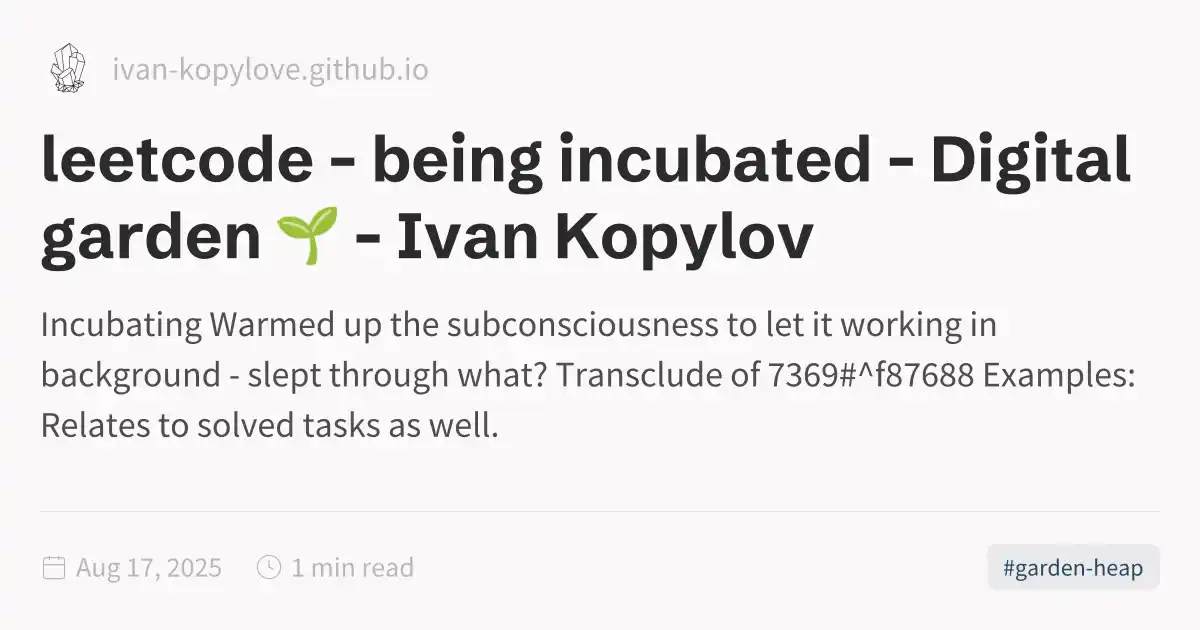 ivan-kopylove.github.io
leetcode - being incubated - Digital
garden 🌱 - Ivan Kopylov
Incubating Warmed up the subconsciousness to let it working in
background - slept through what? Transclude of 7369#^f87688 Examples:
Relates to solved tasks as well.
Aug 17, 2025 1 min read
#garden-heap